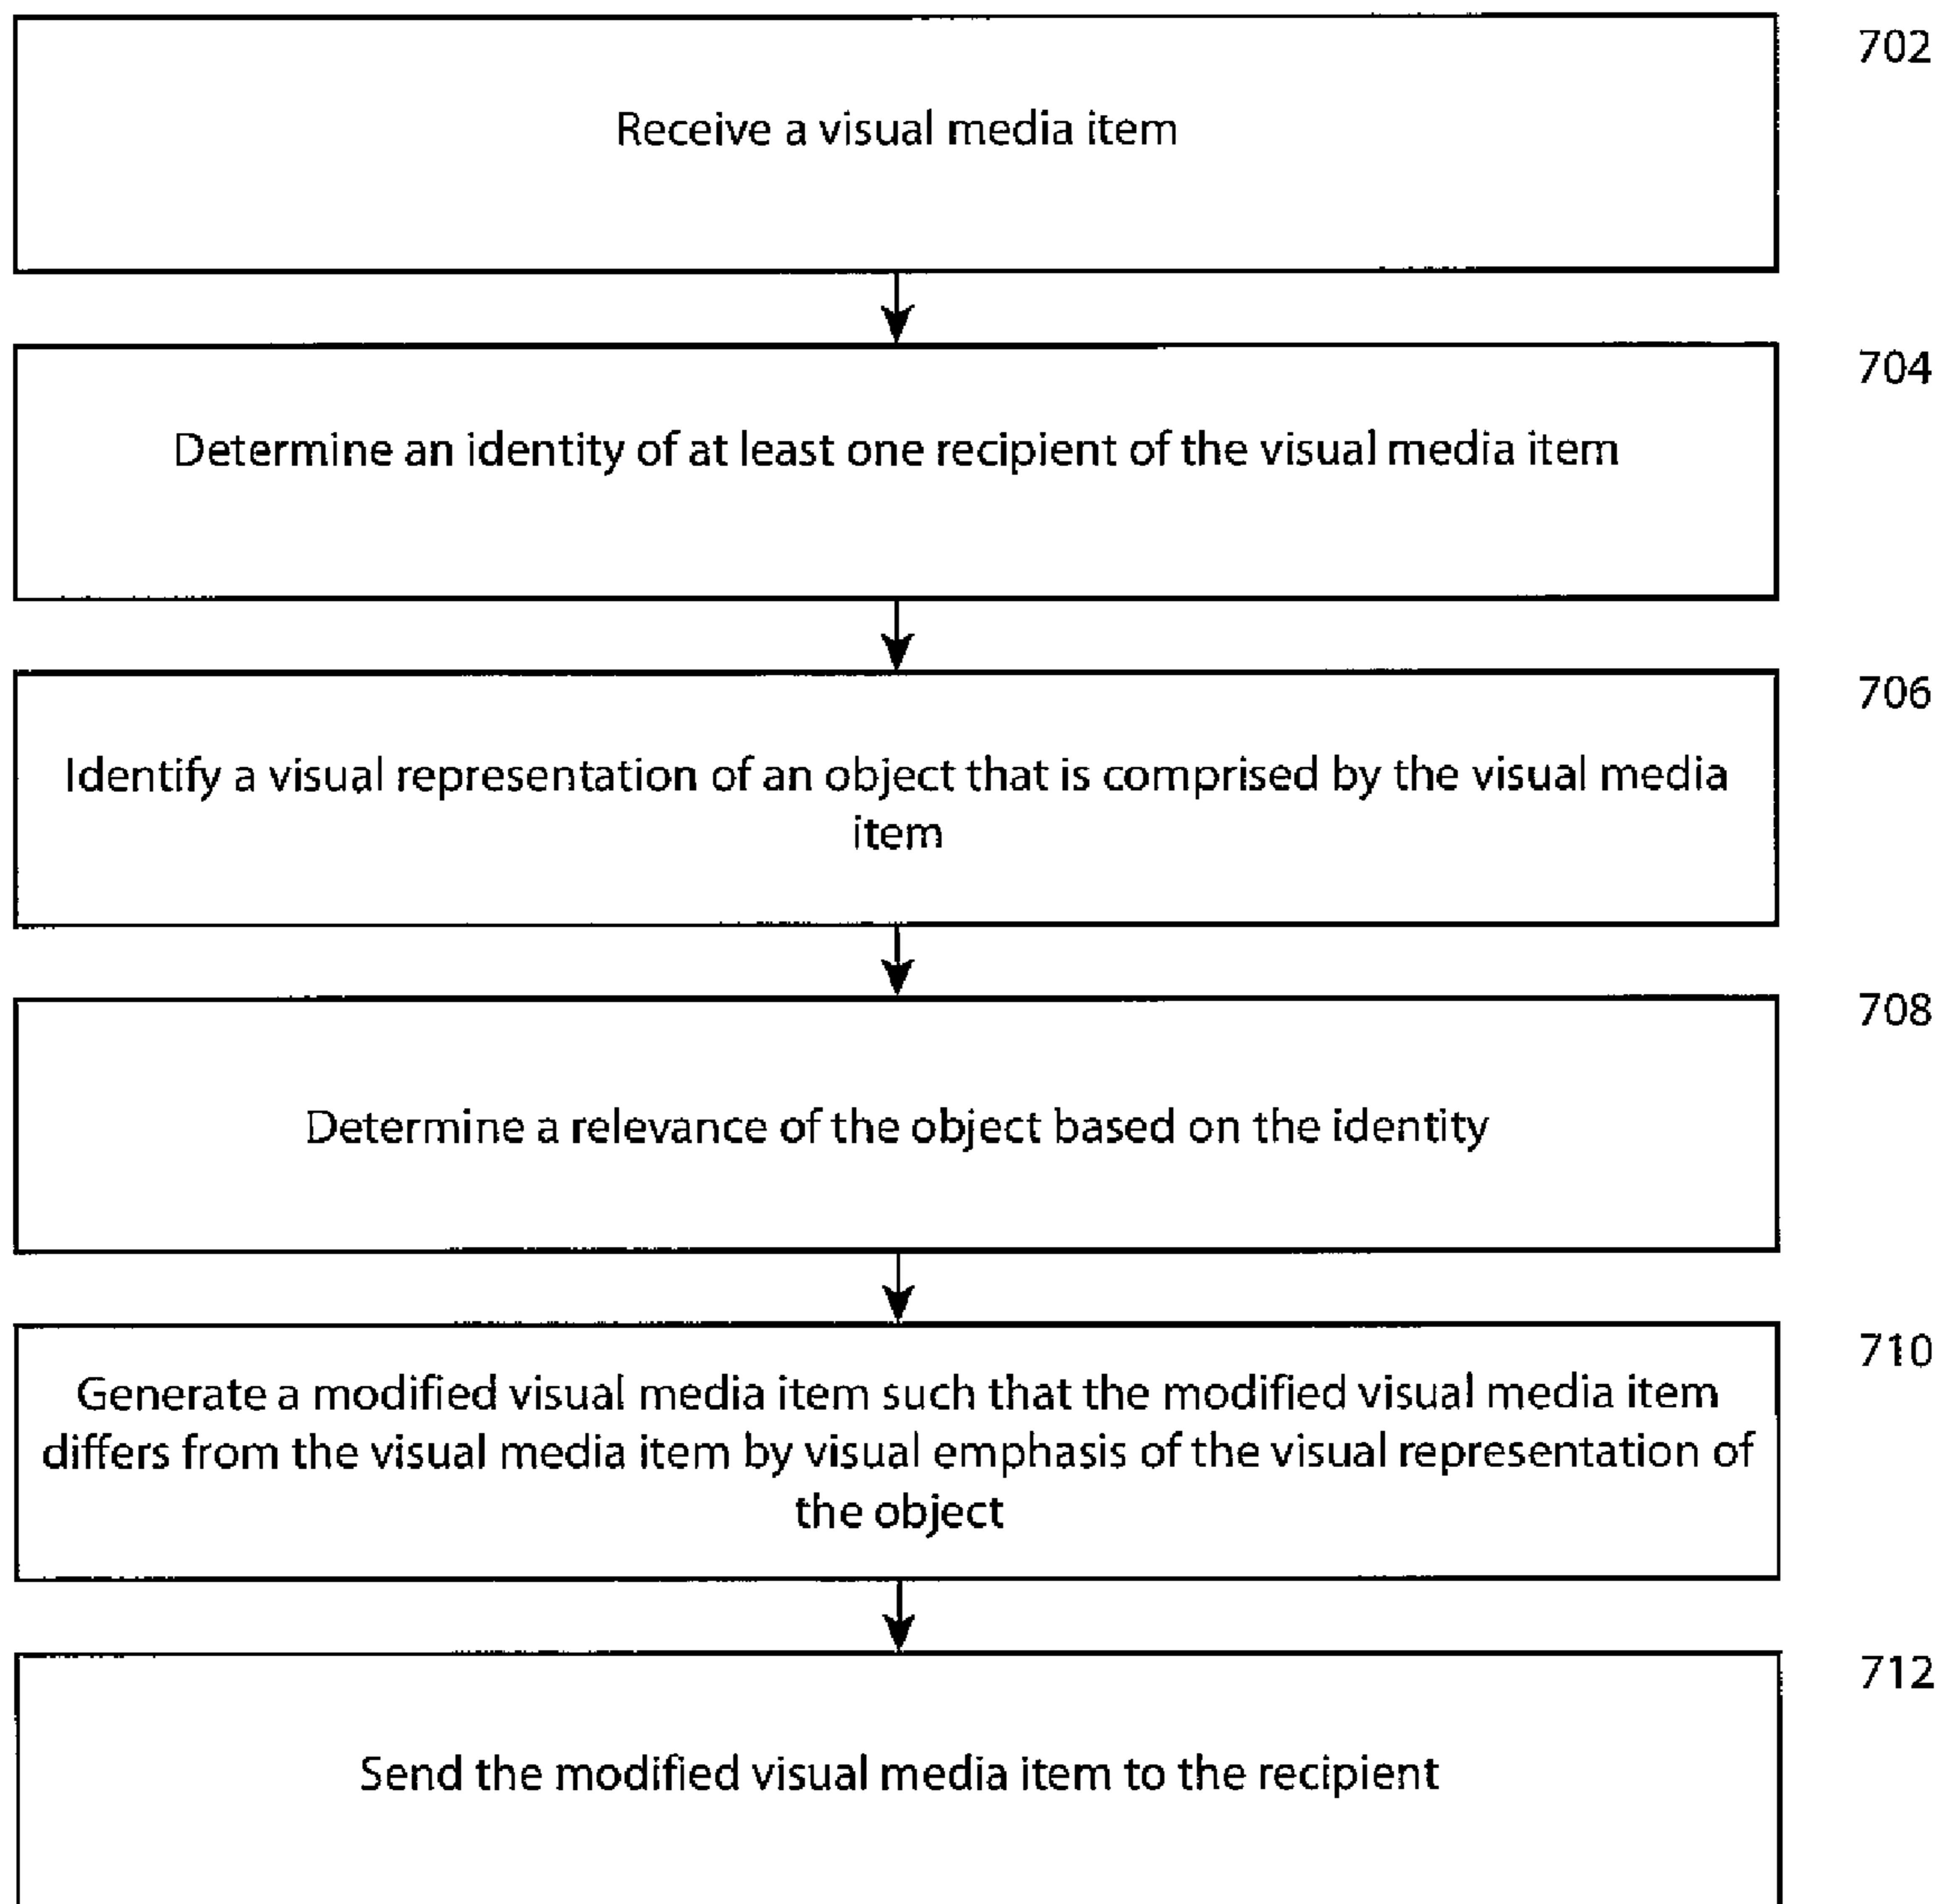 702
Receive a visual media item
704
Determine an identity of at least one recipient of the visual media item
706
Identify a visual representation of an object that is comprised by the visual media
item
708
Determine a relevance of the object based on the identity
710
Generate a modified visual media item such that the modified visual media item
differs from the visual media item by visual emphasis of the visual representation of
the object
712
Send the modified visual media item to the recipient